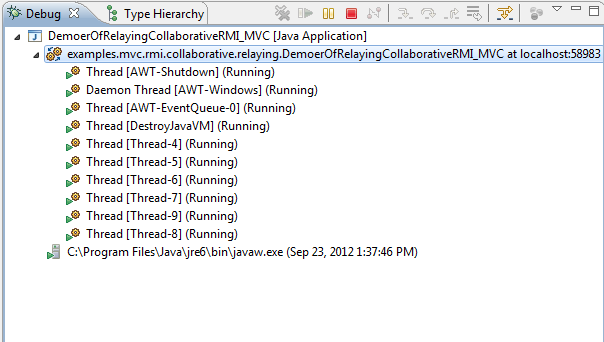 Debug Type Hierarchy
DemoerOfRelayingCollaborativeRMI_MVC [Java Application]
examples.mvc.rmi.collaborative.relaying.DemoerOfRelayingCollaborativeRMI_MVC at localhost:58983
Thread [AWT-Shutdown] (Running)
Daemon Thread [AWT-Windows] (Running)
Thread [AWT-EventQueue-0] (Running)
Thread [DestroyJavaVM] (Running)
Thread [Thread-4] (Running)
Thread [Thread-5] (Running)
Thread [Thread-6] (Running)
Thread [Thread-7] (Running)
Thread [Thread-9] (Running)
Thread [Thread-8] (Running)
C:\Program Files\Java\jre6\bin\javaw.exe (Sep 23, 2012 1:37:46 PM)